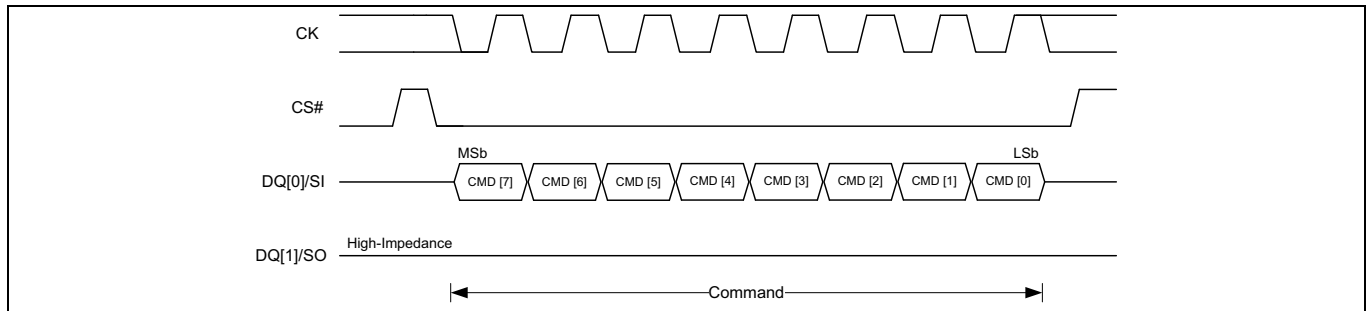 CK
CS#
MSb LSb
DQ[0]/SI CMD [7] CMD [6] CMD [5] CMD [4] CMD [3] CMD [2] CMD [1] CMD [0]
High-Impedance
DQ[1]/SO
Command